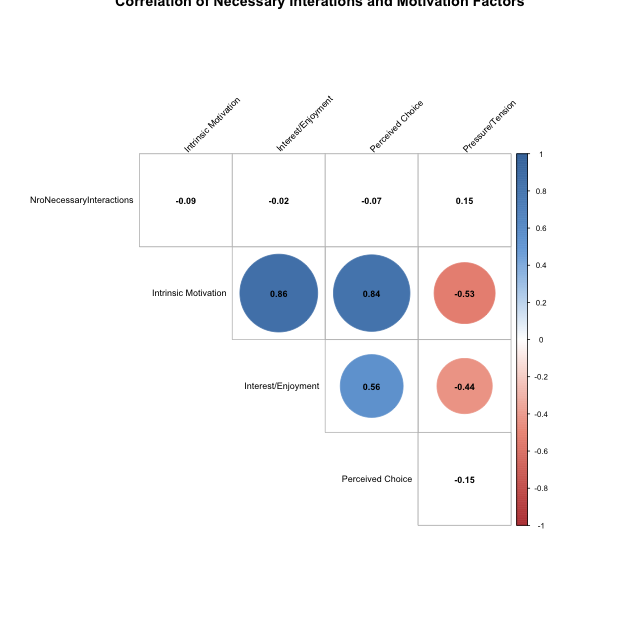 Correlation of Necessary Interations and Motivation Factors
Intrinsic Motivation
Interest/Enjoyment
Perceived Choice
Pressure/Tension
NroNecessaryInteractions
-0.09
-0.02
-0.07
0.15
Intrinsic Motivation
0.86
0.84
-0.53
Interest/Enjoyment
0.56
-0.44
Perceived Choice
-0.15
1
0.8
0.6
0.4
0.2
0
-0.2
-0.4
-0.6
-0.8
-1